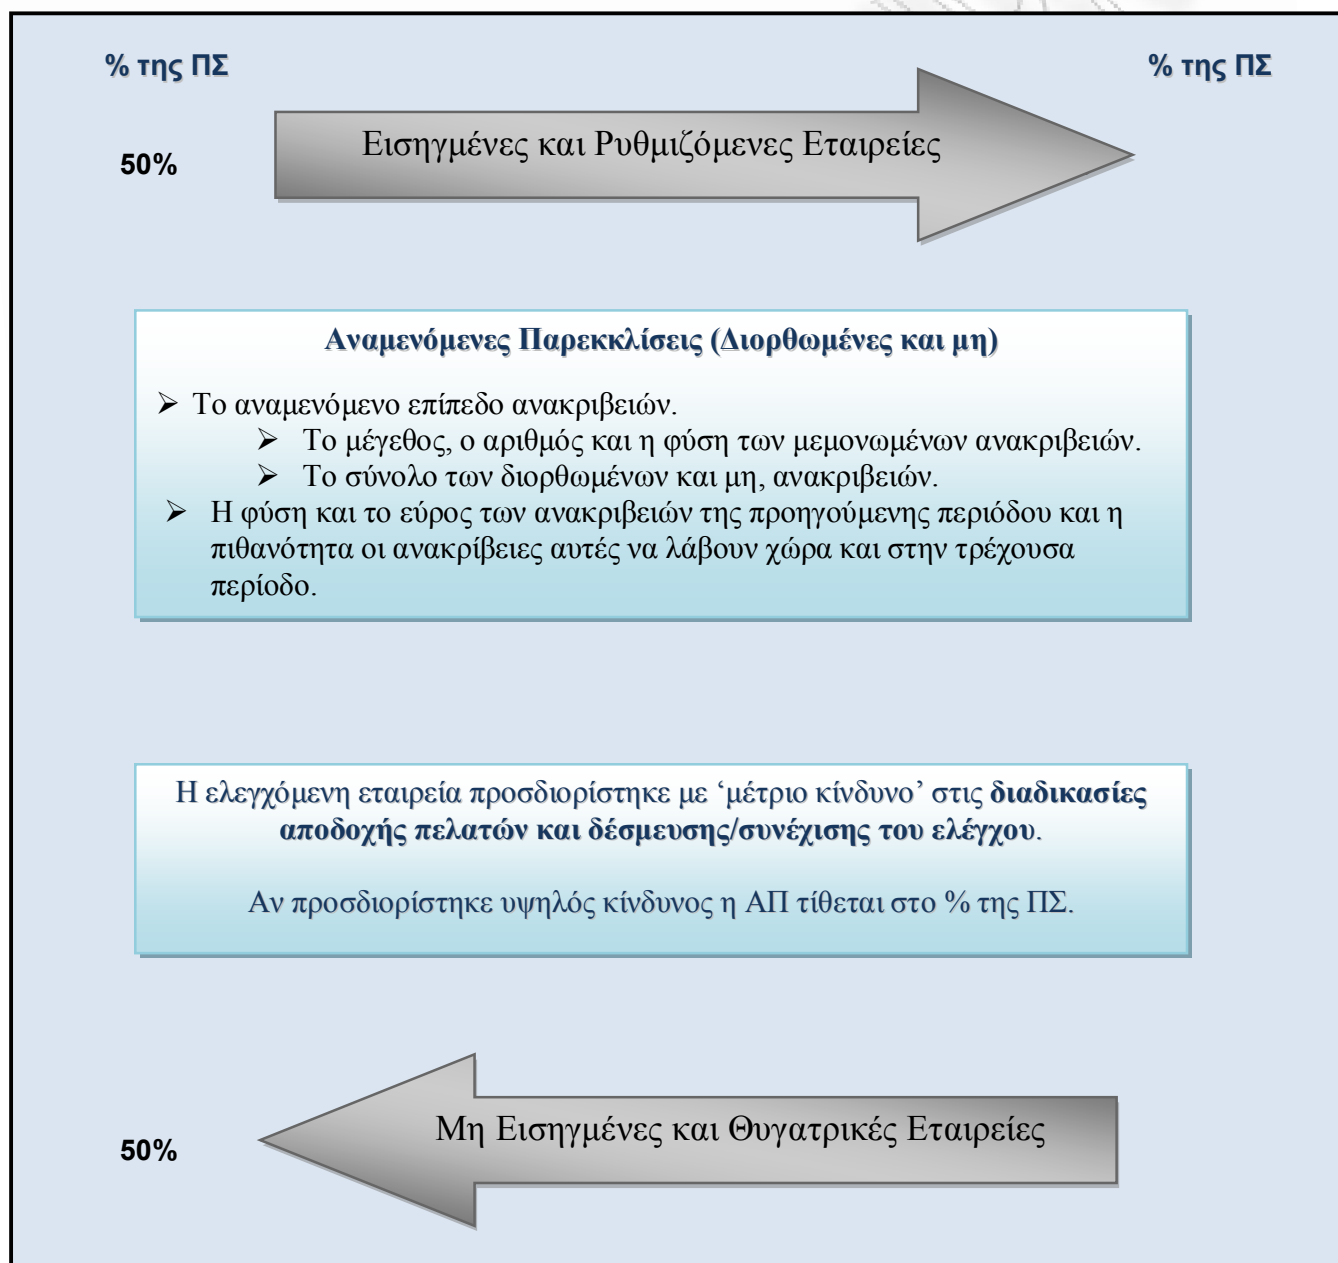 % της ΠΣ
% της ΠΣ
50%
Εισηγμένες και Ρυθμιζόμενες Εταιρείες
Αναμενόμενες Παρεκκλίσεις (Διορθωμένες και μη)
➢ Το αναμενόμενο επίπεδο ανακριβειών.
➢ Το μέγεθος, ο αριθμός και η φύση των μεμονωμένων ανακριβειών.
➢ Το σύνολο των διορθωμένων και μη, ανακριβειών.
➢ Η φύση και το εύρος των ανακριβειών της προηγούμενης περιόδου και η
πιθανότητα οι ανακρίβειες αυτές να λάβουν χώρα και στην τρέχουσα
περίοδο.
Η ελεγχόμενη εταιρεία προσδιορίστηκε με ‘μέτριο κίνδυνο’ στις διαδικασίες
αποδοχής πελατών και δέσμευσης/συνέχισης του ελέγχου.
Αν προσδιορίστηκε υψηλός κίνδυνος η ΑΠ τίθεται στο % της ΠΣ.
Μη Εισηγμένες και Θυγατρικές Εταιρείες
50%